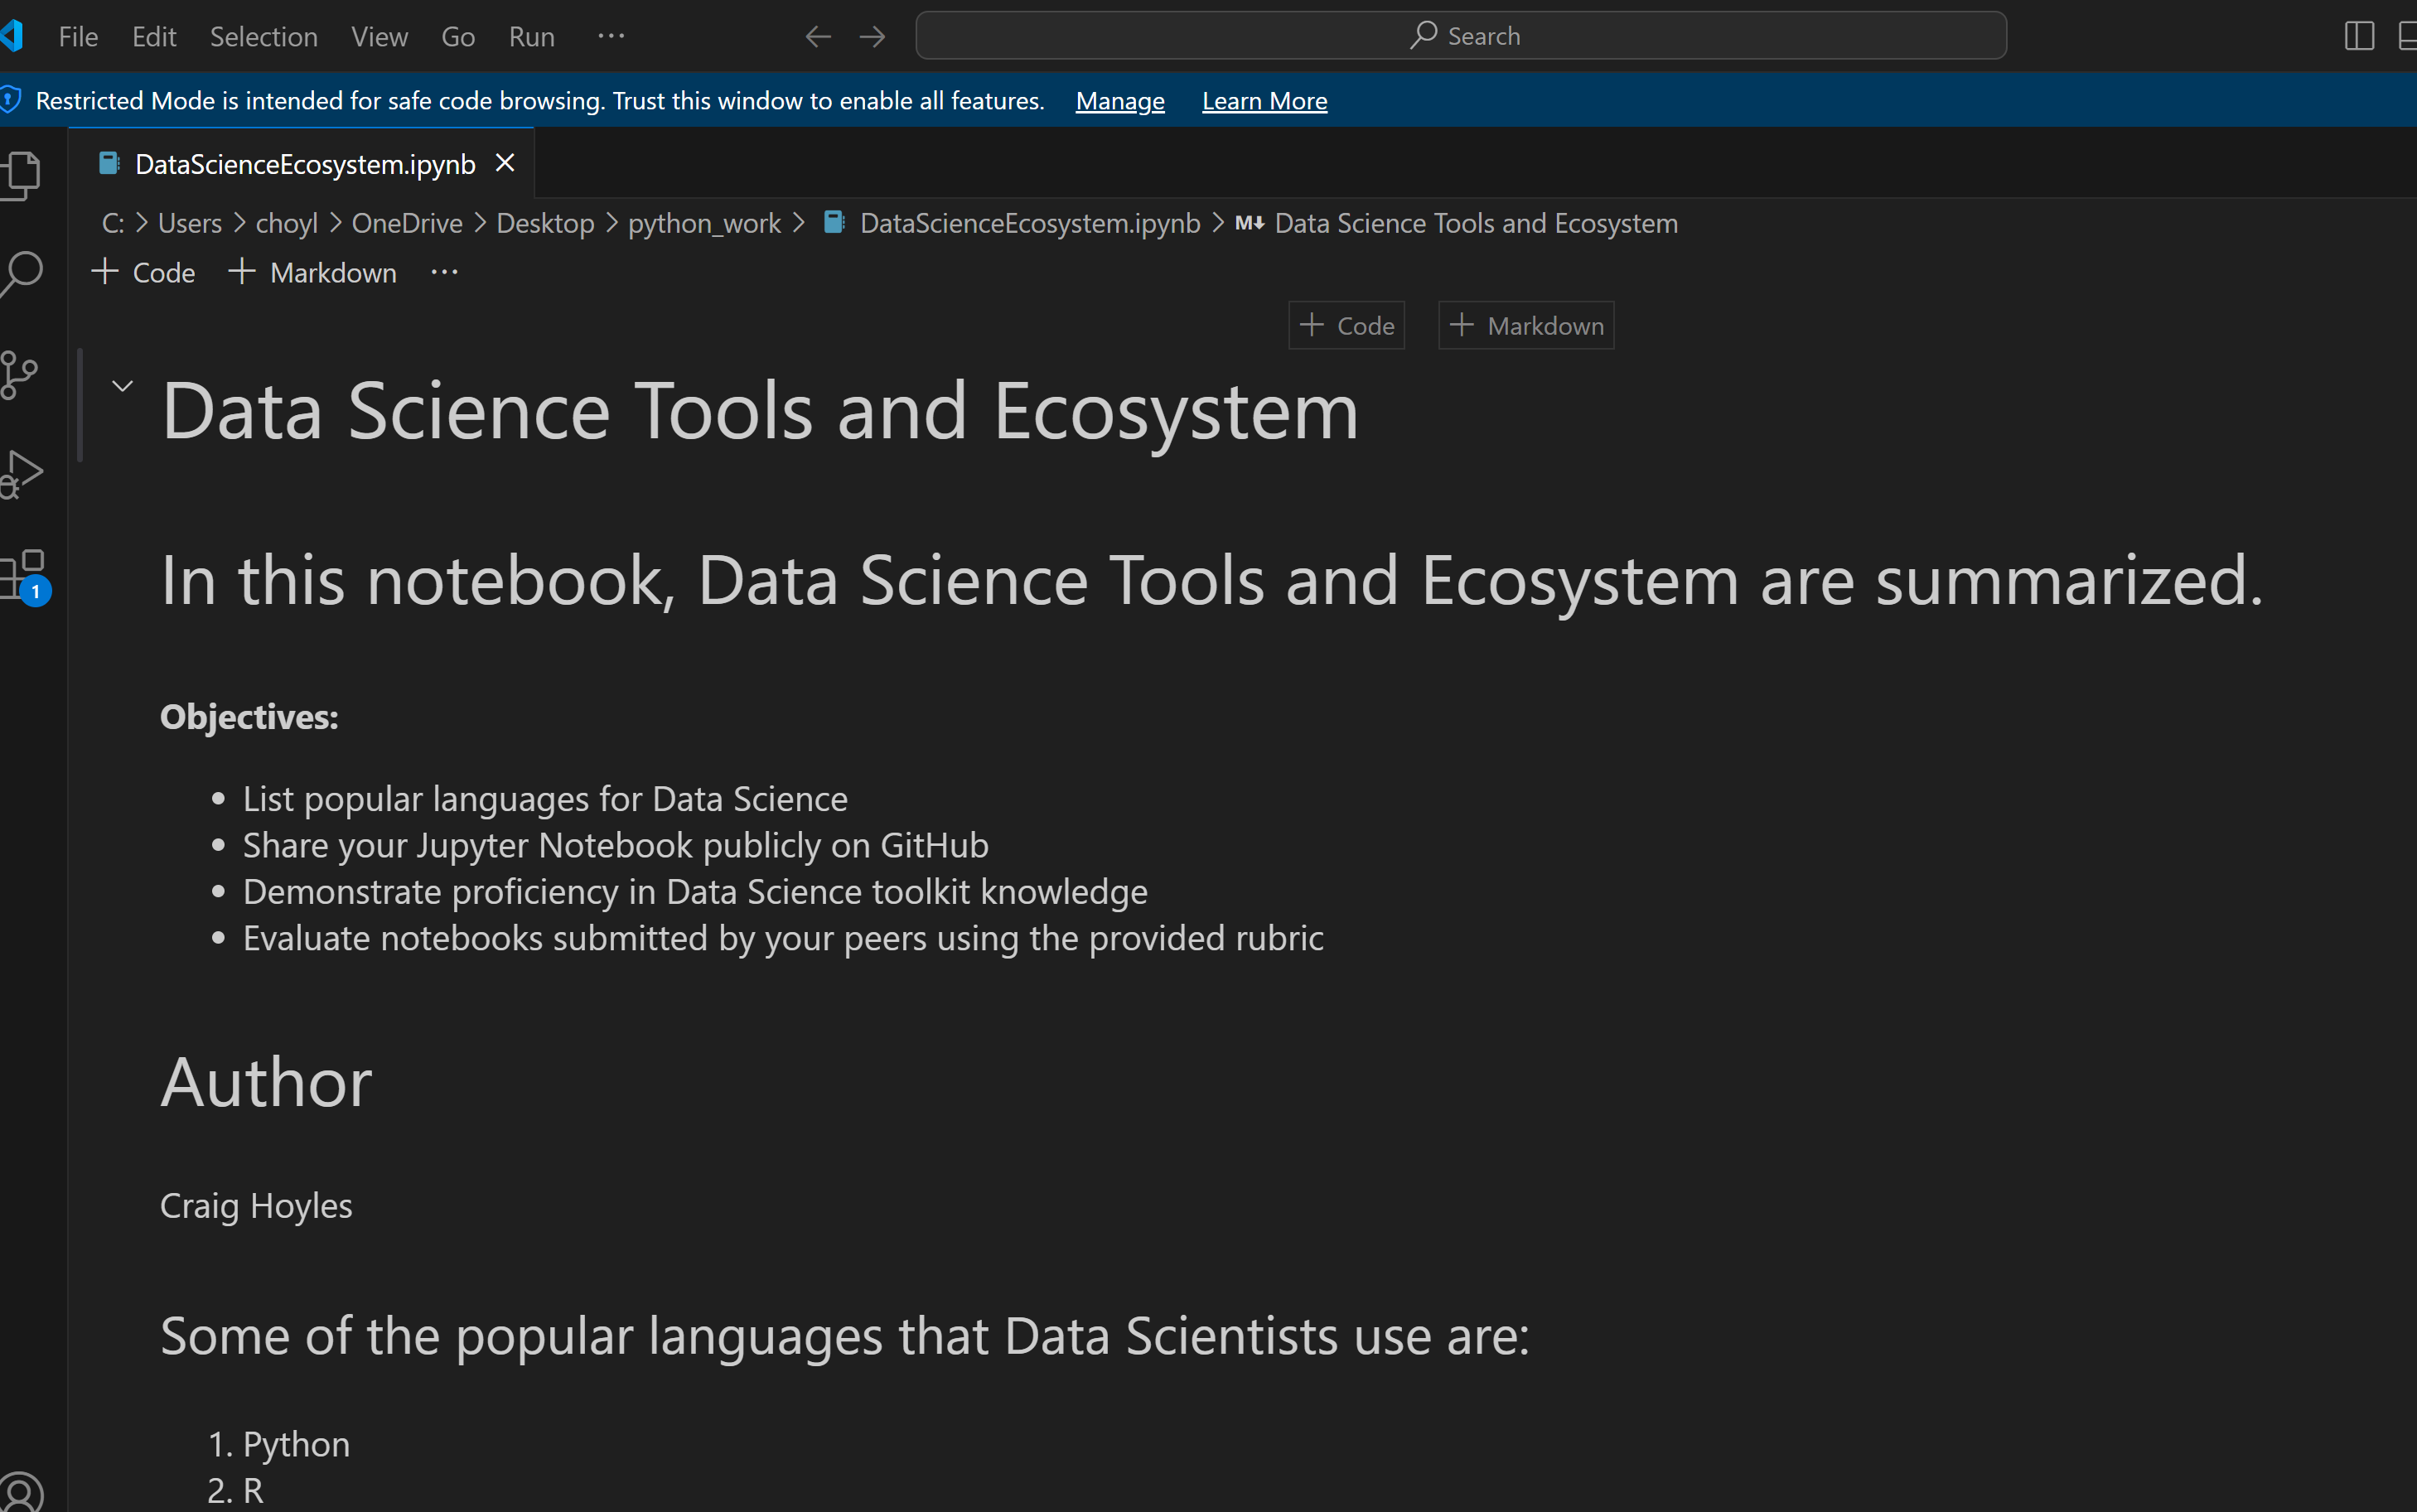 File Edit Selection View Go Run ··· Search
Restricted Mode is intended for safe code browsing. Trust this window to enable all features. Manage Learn More
DataScienceEcosystem.ipynb
C: > Users > choyl > OneDrive > Desktop > python_work > DataScienceEcosystem.ipynb > M↓ Data Science Tools and Ecosystem
+ Code + Markdown ···
+ Code + Markdown
Data Science Tools and Ecosystem
In this notebook, Data Science Tools and Ecosystem are summarized.
1
Objectives:
• List popular languages for Data Science
• Share your Jupyter Notebook publicly on GitHub
• Demonstrate proficiency in Data Science toolkit knowledge
• Evaluate notebooks submitted by your peers using the provided rubric
Author
Craig Hoyles
Some of the popular languages that Data Scientists use are:
1. Python
2. R